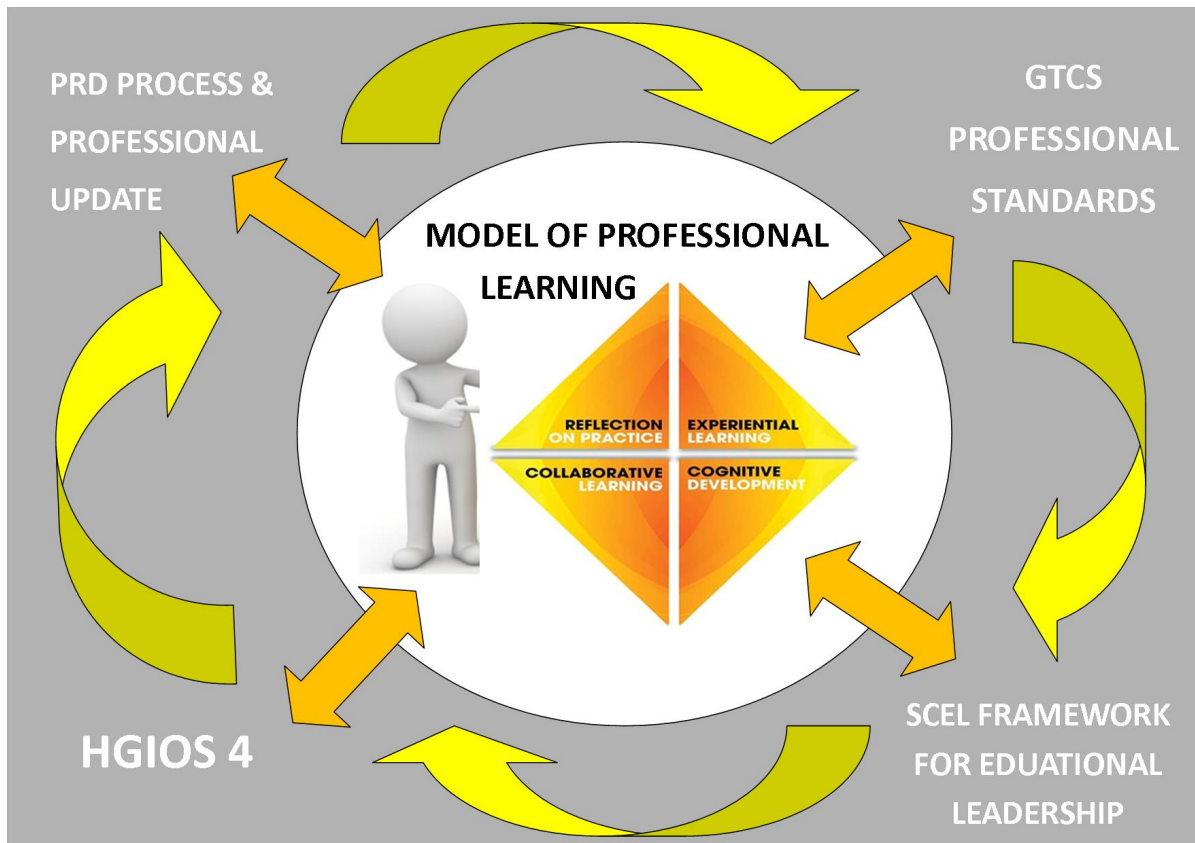 PRD PROCESS &
PROFESSIONAL
UPDATE
GTCS
PROFESSIONAL
STANDARDS
MODEL OF PROFESSIONAL
LEARNING
REFLECTION
ON PRACTICE
EXPERIENTIAL
LEARNING
COLLABORATIVE
LEARNING
COGNITIVE
DEVELOPMENT
HGIOS 4
SCEL FRAMEWORK
FOR EDUATIONAL
LEADERSHIP